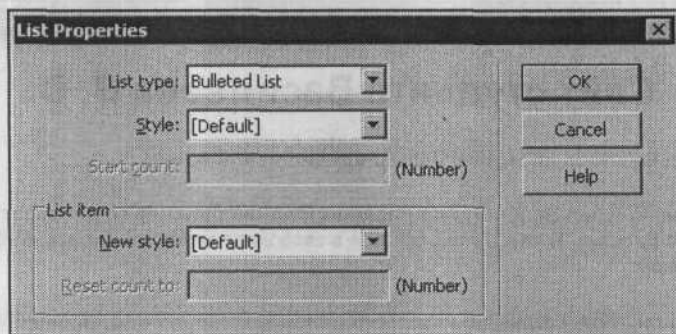 List Properties
List type: Bulleted List
OK
Style: [Default]
Cancel
Start count: (Number)
Help
List item
New style: [Default]
Reset count to: (Number)